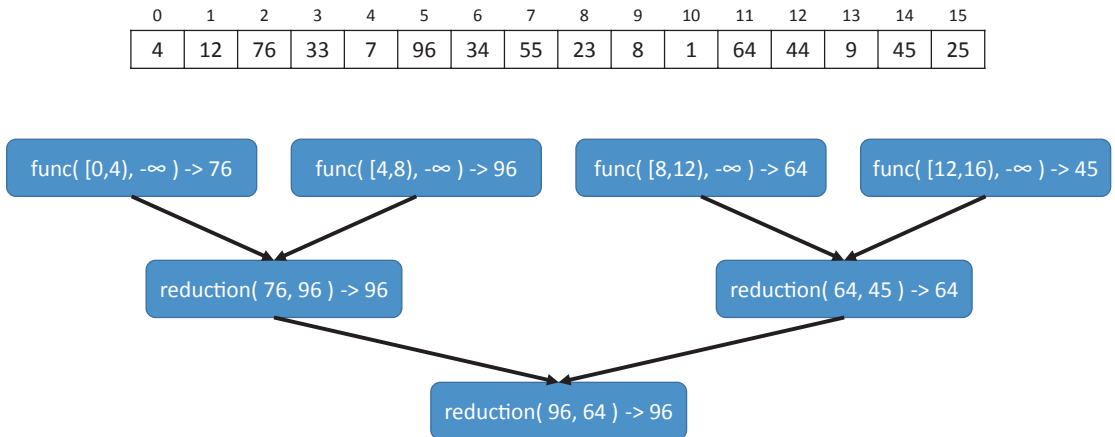 0 1 2 3 4 5 6 7 8 9 10 11 12 13 14 15
4 12 76 33 7 96 34 55 23 8 1 64 44 9 45 25
func( [0,4), -∞ ) -> 76 func( [4,8), -∞ ) -> 96 func( [8,12), -∞ ) -> 64 func( [12,16), -∞ ) -> 45
reduction( 76, 96 ) -> 96 reduction( 64, 45 ) -> 64
reduction( 96, 64 ) -> 96